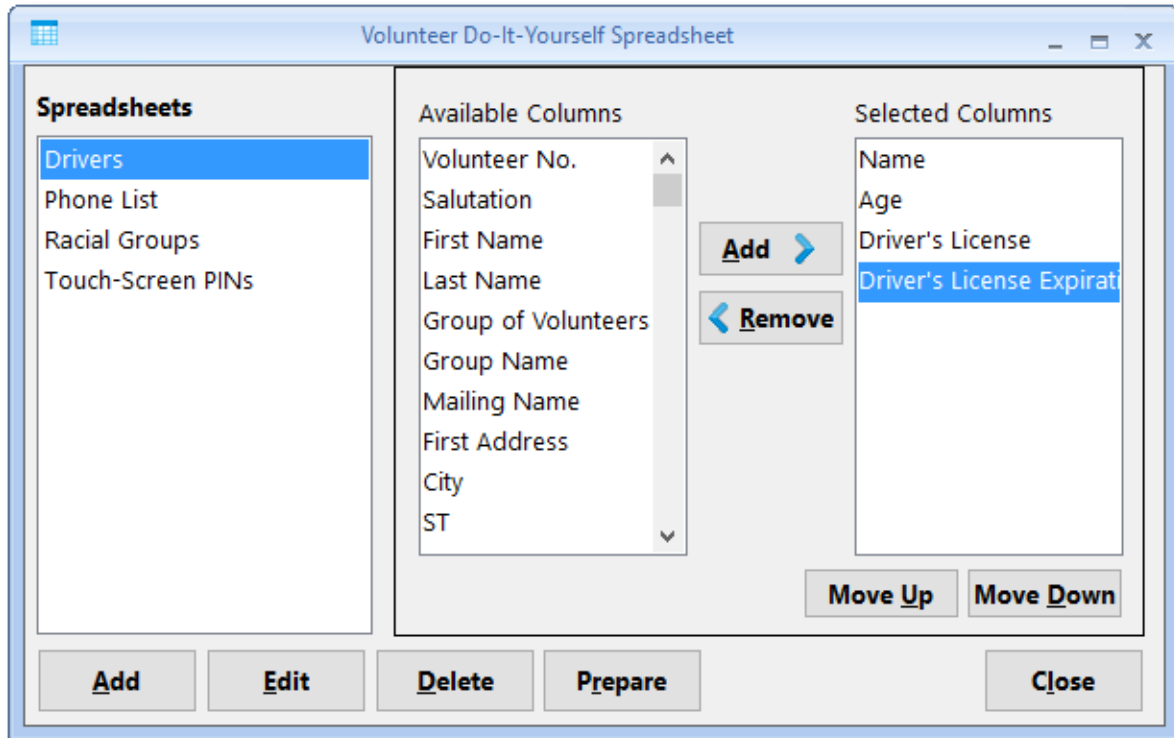 Volunteer Do-It-Yourself Spreadsheet
Spreadsheets
Drivers
Phone List
Racial Groups
Touch-Screen PINs
Available Columns
Volunteer No.
Salutation
First Name
Last Name
Group of Volunteers
Group Name
Mailing Name
First Address
City
ST
Add
Remove
Selected Columns
Name
Age
Driver's License
Driver's License Expirati
Move Up
Move Down
Add
Edit
Delete
Prepare
Close